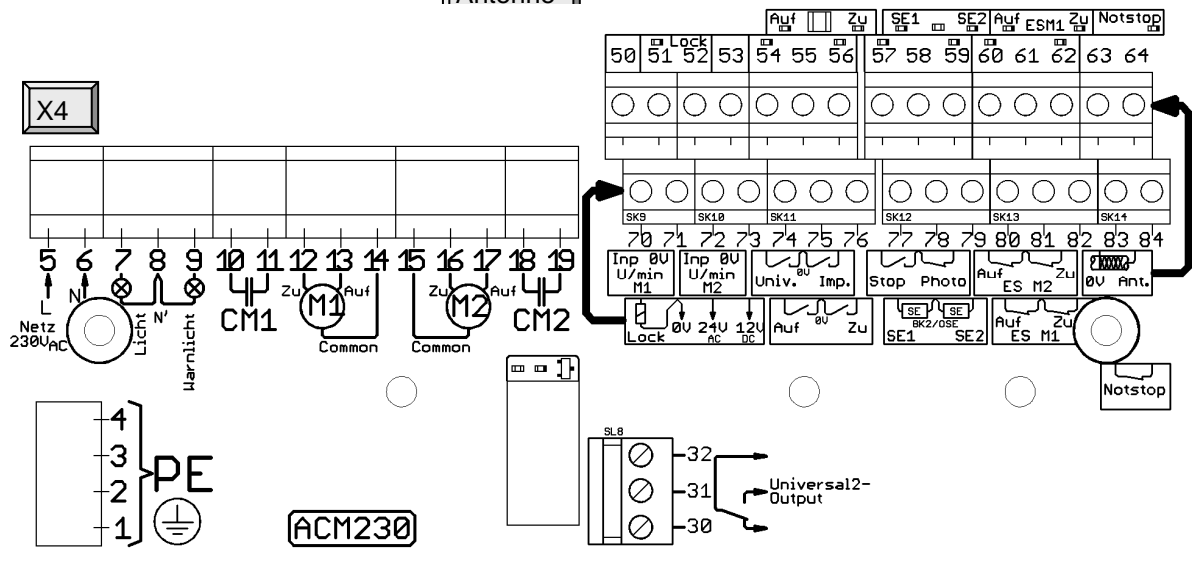 Antenne
Auf Zu SE1 SE2 Auf ESM1 Zu Notstop
Lock
50 51 52 53 54 55 56 57 58 59 60 61 62 63 64
X4
SK9 SK10 SK11 SK12 SK13 SK14
70 71 72 73 74 75 76 77 78 79 80 81 82 83 84
5 6 7 8 9 10 11 12 13 14 15 16 17 18 19
Inp 0V
U/min
M1
Inp 0V
U/min
M2
0V
Univ. Imp.
Stop Photo
Auf Zu
ES M2
0V Ant.
L
N
Netz
230VAC
Licht
N'
Warnlicht
CM1
Zu M1 Auf
Common
Zu M2 Auf
Common
CM2
Lock 0V 24V AC 12V DC
0V
Auf Zu
SE SE
BK2/OSE
SE1 SE2
Auf Zu
ES M1
Notstop
4
3
2
1
PE
ACM230
SL8
32
31
30
Universal2-
Output